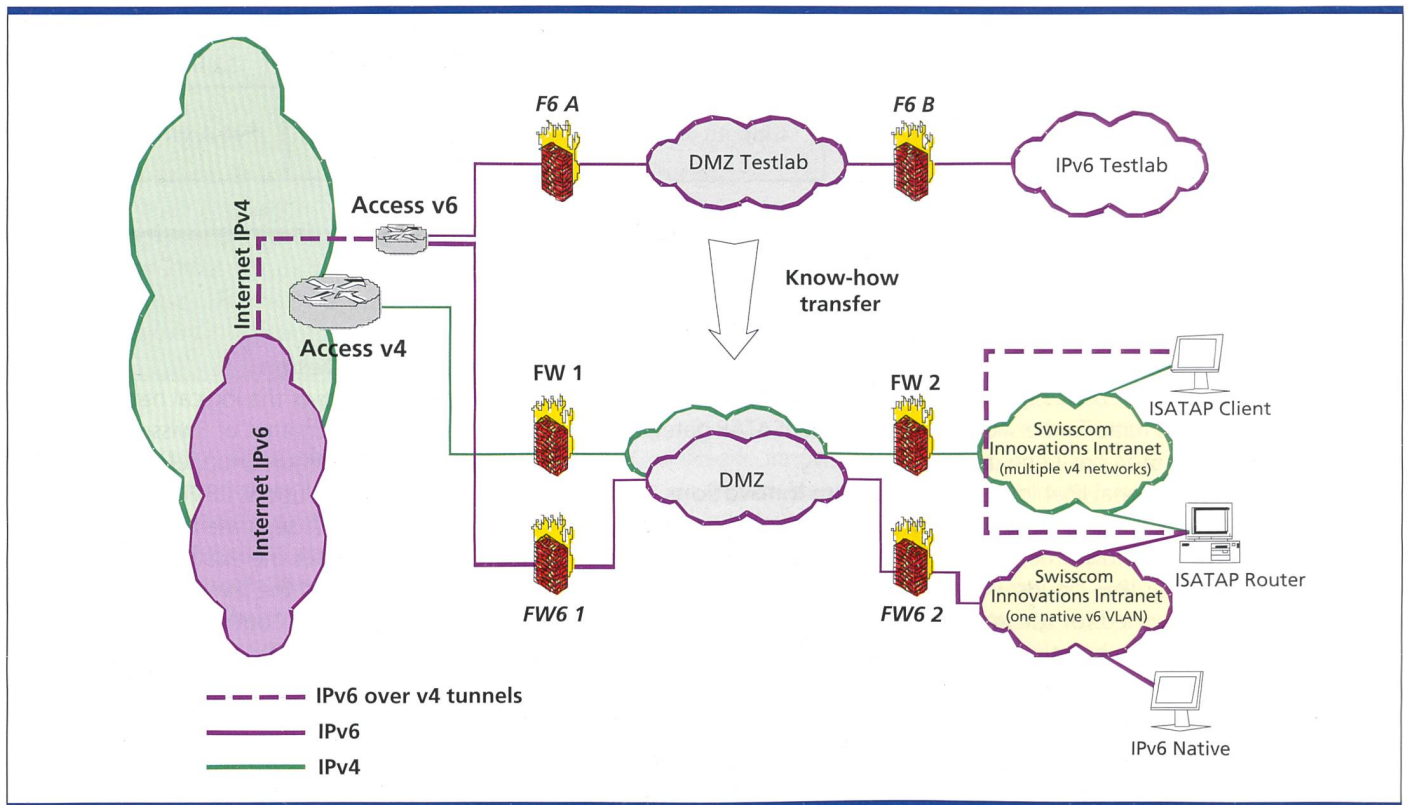 F6 A
F6 B
DMZ Testlab
IPv6 Testlab
Access v6
Internet IPv4
Know-how
transfer
Access v4
FW 1
FW 2
ISATAP Client
Swisscom
Innovations Intranet
(multiple v4 networks)
DMZ
Internet IPv6
ISATAP Router
Swisscom
Innovations Intranet
(one native v6 VLAN)
FW6 1
FW6 2
IPv6 over v4 tunnels
IPv6
IPv4
IPv6 Native